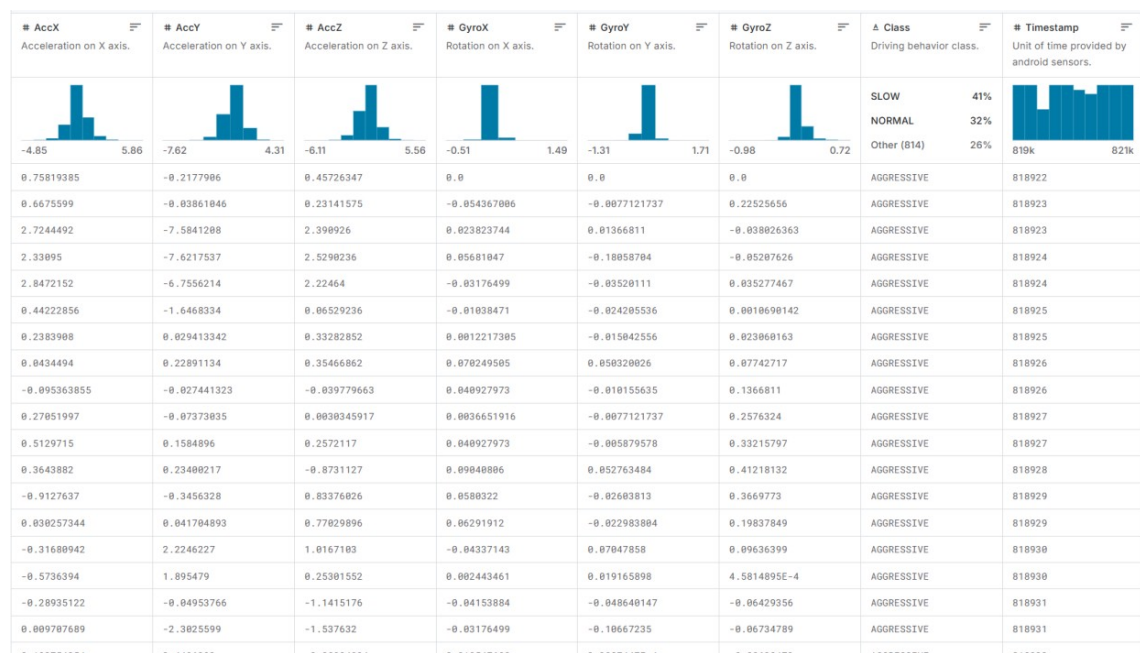 # AccX # AccY # AccZ # GyroX # GyroY # GyroZ Class # Timestamp
Acceleration on X axis. Acceleration on Y axis. Acceleration on Z axis. Rotation on X axis. Rotation on Y axis. Rotation on Z axis. Driving behavior class. Unit of time provided by
android sensors.
SLOW 41%
NORMAL 32%
Other (814) 26%
-4.85 5.86 -7.62 4.31 -6.11 5.56 -0.51 1.49 -1.31 1.71 -0.98 0.72 819k 821k
0.75819385 -0.2177906 0.45726347 0.0 0.0 0.0 AGGRESSIVE 818922
0.6675599 -0.03861046 0.23141575 -0.054367006 -0.0077121737 0.22525656 AGGRESSIVE 818923
2.7244492 -7.5841208 2.390926 0.023823744 0.01366811 -0.038026363 AGGRESSIVE 818923
2.33095 -7.6217537 2.5290236 0.05681047 -0.18058704 -0.05207626 AGGRESSIVE 818924
2.8472152 -6.7556214 2.22464 -0.03176499 -0.03520111 0.035277467 AGGRESSIVE 818924
0.44222856 -1.6468334 0.06529236 -0.01038471 -0.024205536 0.0010690142 AGGRESSIVE 818925
0.2383908 0.029413342 0.33282852 0.0012217305 -0.015042556 0.023060163 AGGRESSIVE 818925
0.0434494 0.22891134 0.35466862 0.070249505 0.050320026 0.07742717 AGGRESSIVE 818926
-0.095363855 -0.027441323 -0.039779663 0.040927973 -0.010155635 0.1366811 AGGRESSIVE 818926
0.27051997 -0.07373035 0.0030345917 0.0036651916 -0.0077121737 0.2576324 AGGRESSIVE 818927
0.5129715 0.1584896 0.2572117 0.040927973 -0.005879578 0.33215797 AGGRESSIVE 818927
0.3643882 0.23400217 -0.8731127 0.09040806 0.052763484 0.41218132 AGGRESSIVE 818928
-0.9127637 -0.3456328 0.83376026 0.0580322 -0.02603813 0.3669773 AGGRESSIVE 818929
0.030257344 0.041704893 0.77029896 0.06291912 -0.022983804 0.19837849 AGGRESSIVE 818929
-0.31680942 2.2246227 1.0167103 -0.04337143 0.07047858 0.09636399 AGGRESSIVE 818930
-0.5736394 1.895479 0.25301552 0.002443461 0.019165898 4.5814895E-4 AGGRESSIVE 818930
-0.28935122 -0.04953766 -1.1415176 -0.04153884 -0.048640147 -0.06429356 AGGRESSIVE 818931
0.009707689 -2.3025599 -1.537632 -0.03176499 -0.10667235 -0.06734789 AGGRESSIVE 818931